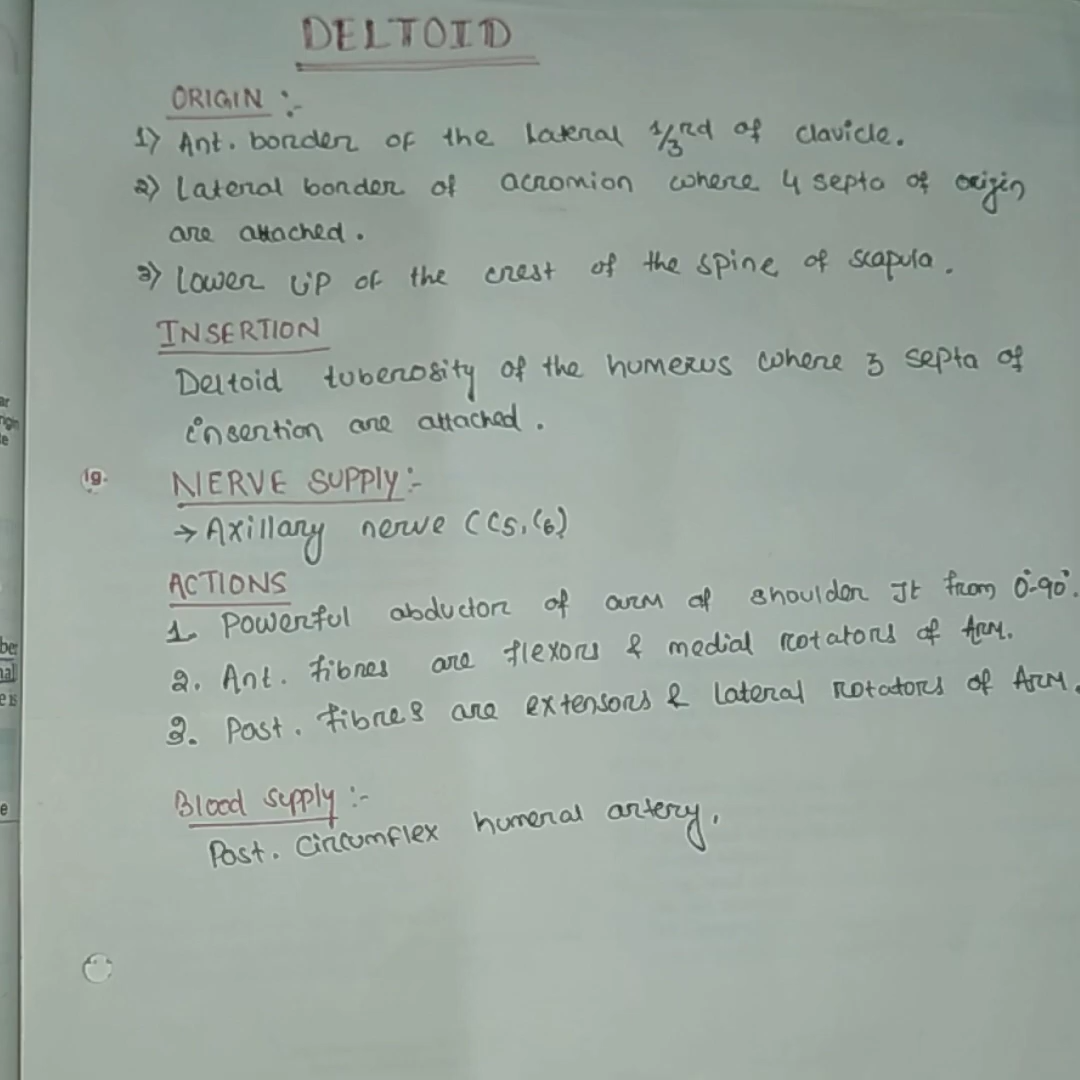 DELTOID
ORIGIN :-
1) Ant. border of the Lateral 1/3rd of clavicle.
2) Lateral border of acromion where 4 septa of origin
are attached.
3) Lower lip of the crest of the spine of scapula.
INSERTION
Deltoid tuberosity of the humerus where 3 septa of
insertion are attached.
19.
NERVE SUPPLY :-
→ Axillary nerve (C5, C6)
ACTIONS
1. Powerful abductor of arm of shoulder Jt from 0°-90°.
2. Ant. fibres are flexors & medial rotators of Arm.
3. Post. fibres are extensors & lateral rotators of Arm.
Blood supply :-
Post. Circumflex humeral artery.